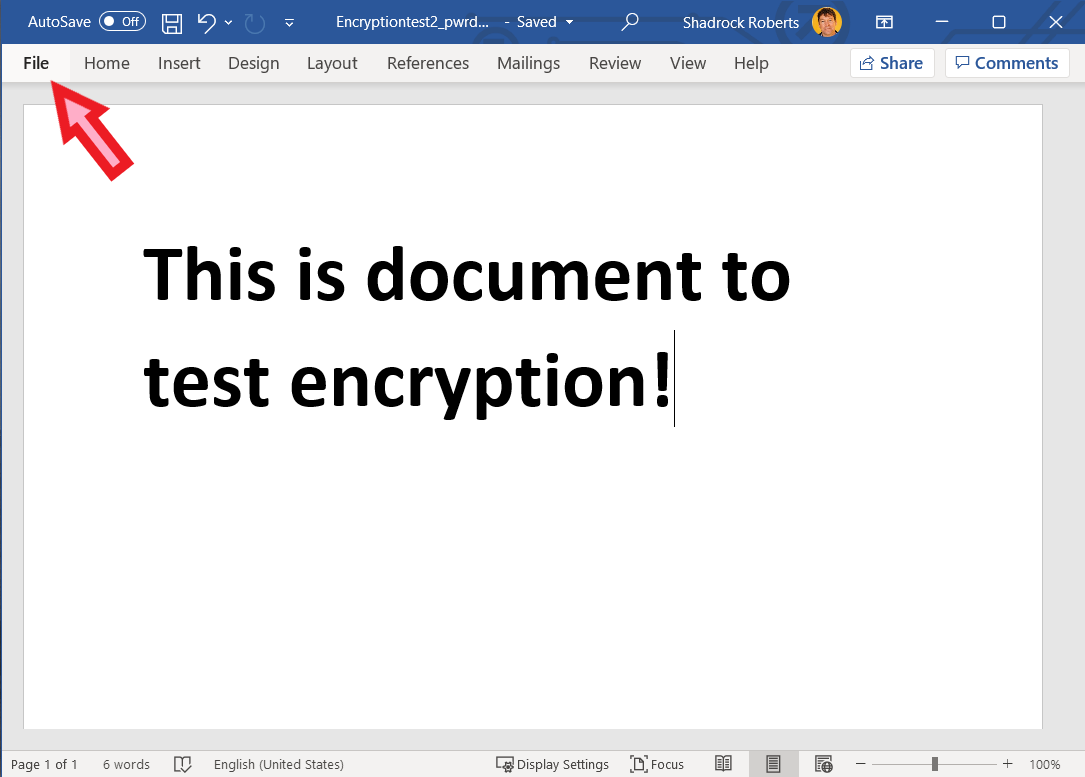 AutoSave Off Encryptiontest2_pwrd... - Saved Shadrock Roberts
File Home Insert Design Layout References Mailings Review View Help Share Comments
This is document to
test encryption!
Page 1 of 1 6 words English (United States) Display Settings Focus 100%